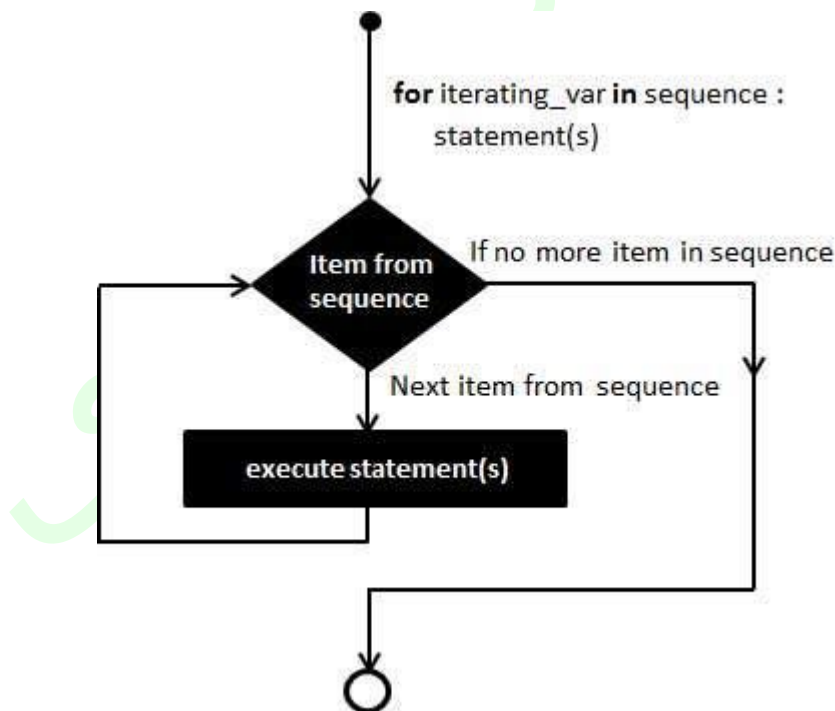 for iterating_var in sequence :
statement(s)
Item from
sequence
If no more item in sequence
Next item from sequence
execute statement(s)